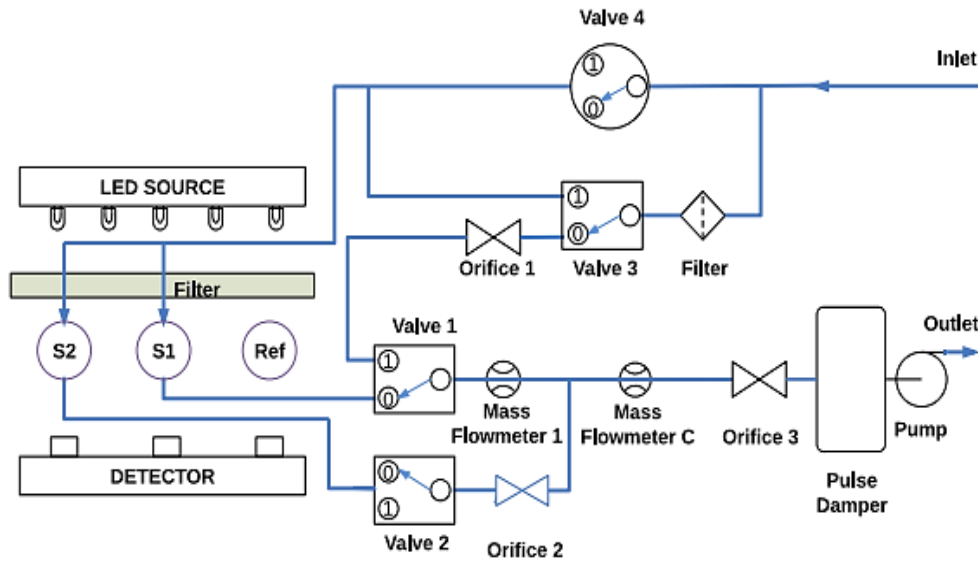 Valve 4
Inlet
1
0
LED SOURCE
1
0
Orifice 1
Valve 3
Filter
Filter
S2
S1
Ref
Valve 1
Outlet
1
0
Mass
Flowmeter 1
Mass
Flowmeter C
Orifice 3
Pump
DETECTOR
0
1
Pulse
Damper
Valve 2
Orifice 2